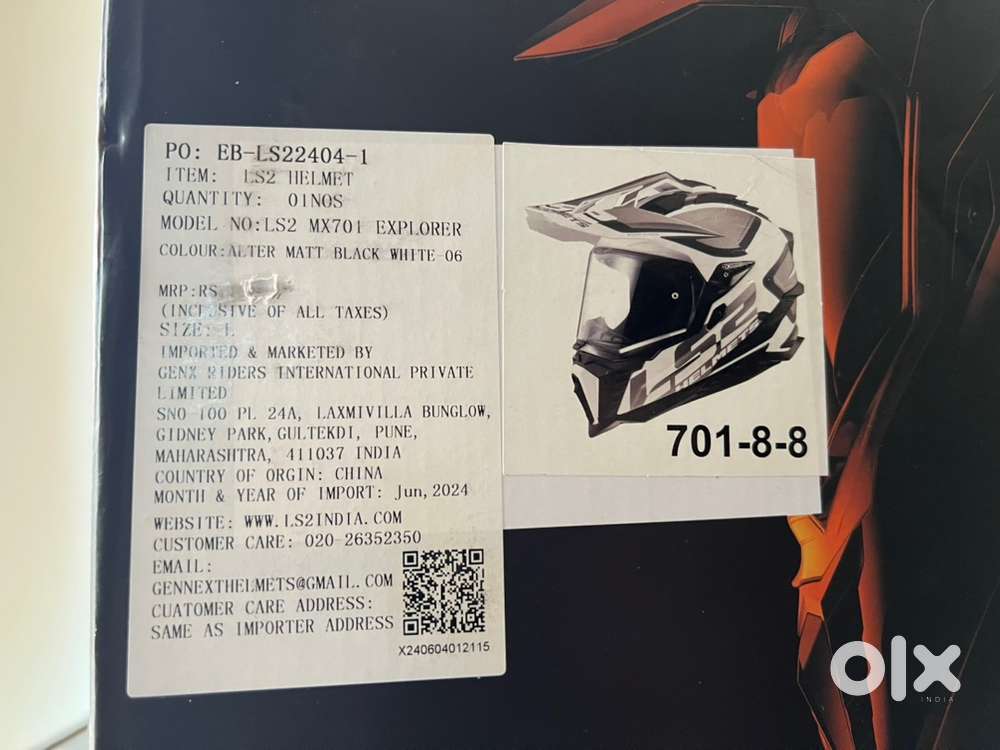 PO: EB-LS22404-1
ITEM: LS2 HELMET
QUANTITY: 01NOS
MODEL NO:LS2 MX701 EXPLORER
COLOUR:ALTER MATT BLACK WHITE-06
MRP:RS
(INCLUSIVE OF ALL TAXES)
SIZE: L
IMPORTED & MARKETED BY
GENX RIDERS INTERNATIONAL PRIVATE
LIMITED
SNO-100 PL 24A, LAXMIVILLA BUNGLOW,
GIDNEY PARK,GULTEKDI, PUNE,
MAHARASHTRA, 411037 INDIA
COUNTRY OF ORGIN: CHINA
MONTH & YEAR OF IMPORT: Jun,2024
WEBSITE: WWW.LS2INDIA.COM
CUSTOMER CARE: 020-26352350
EMAIL:
GENNEXTHELMETS@GMAIL.COM
CUATOMER CARE ADDRESS:
SAME AS IMPORTER ADDRESS
X240604012115
LS2
HELMETS
701-8-8
olx
INDIA